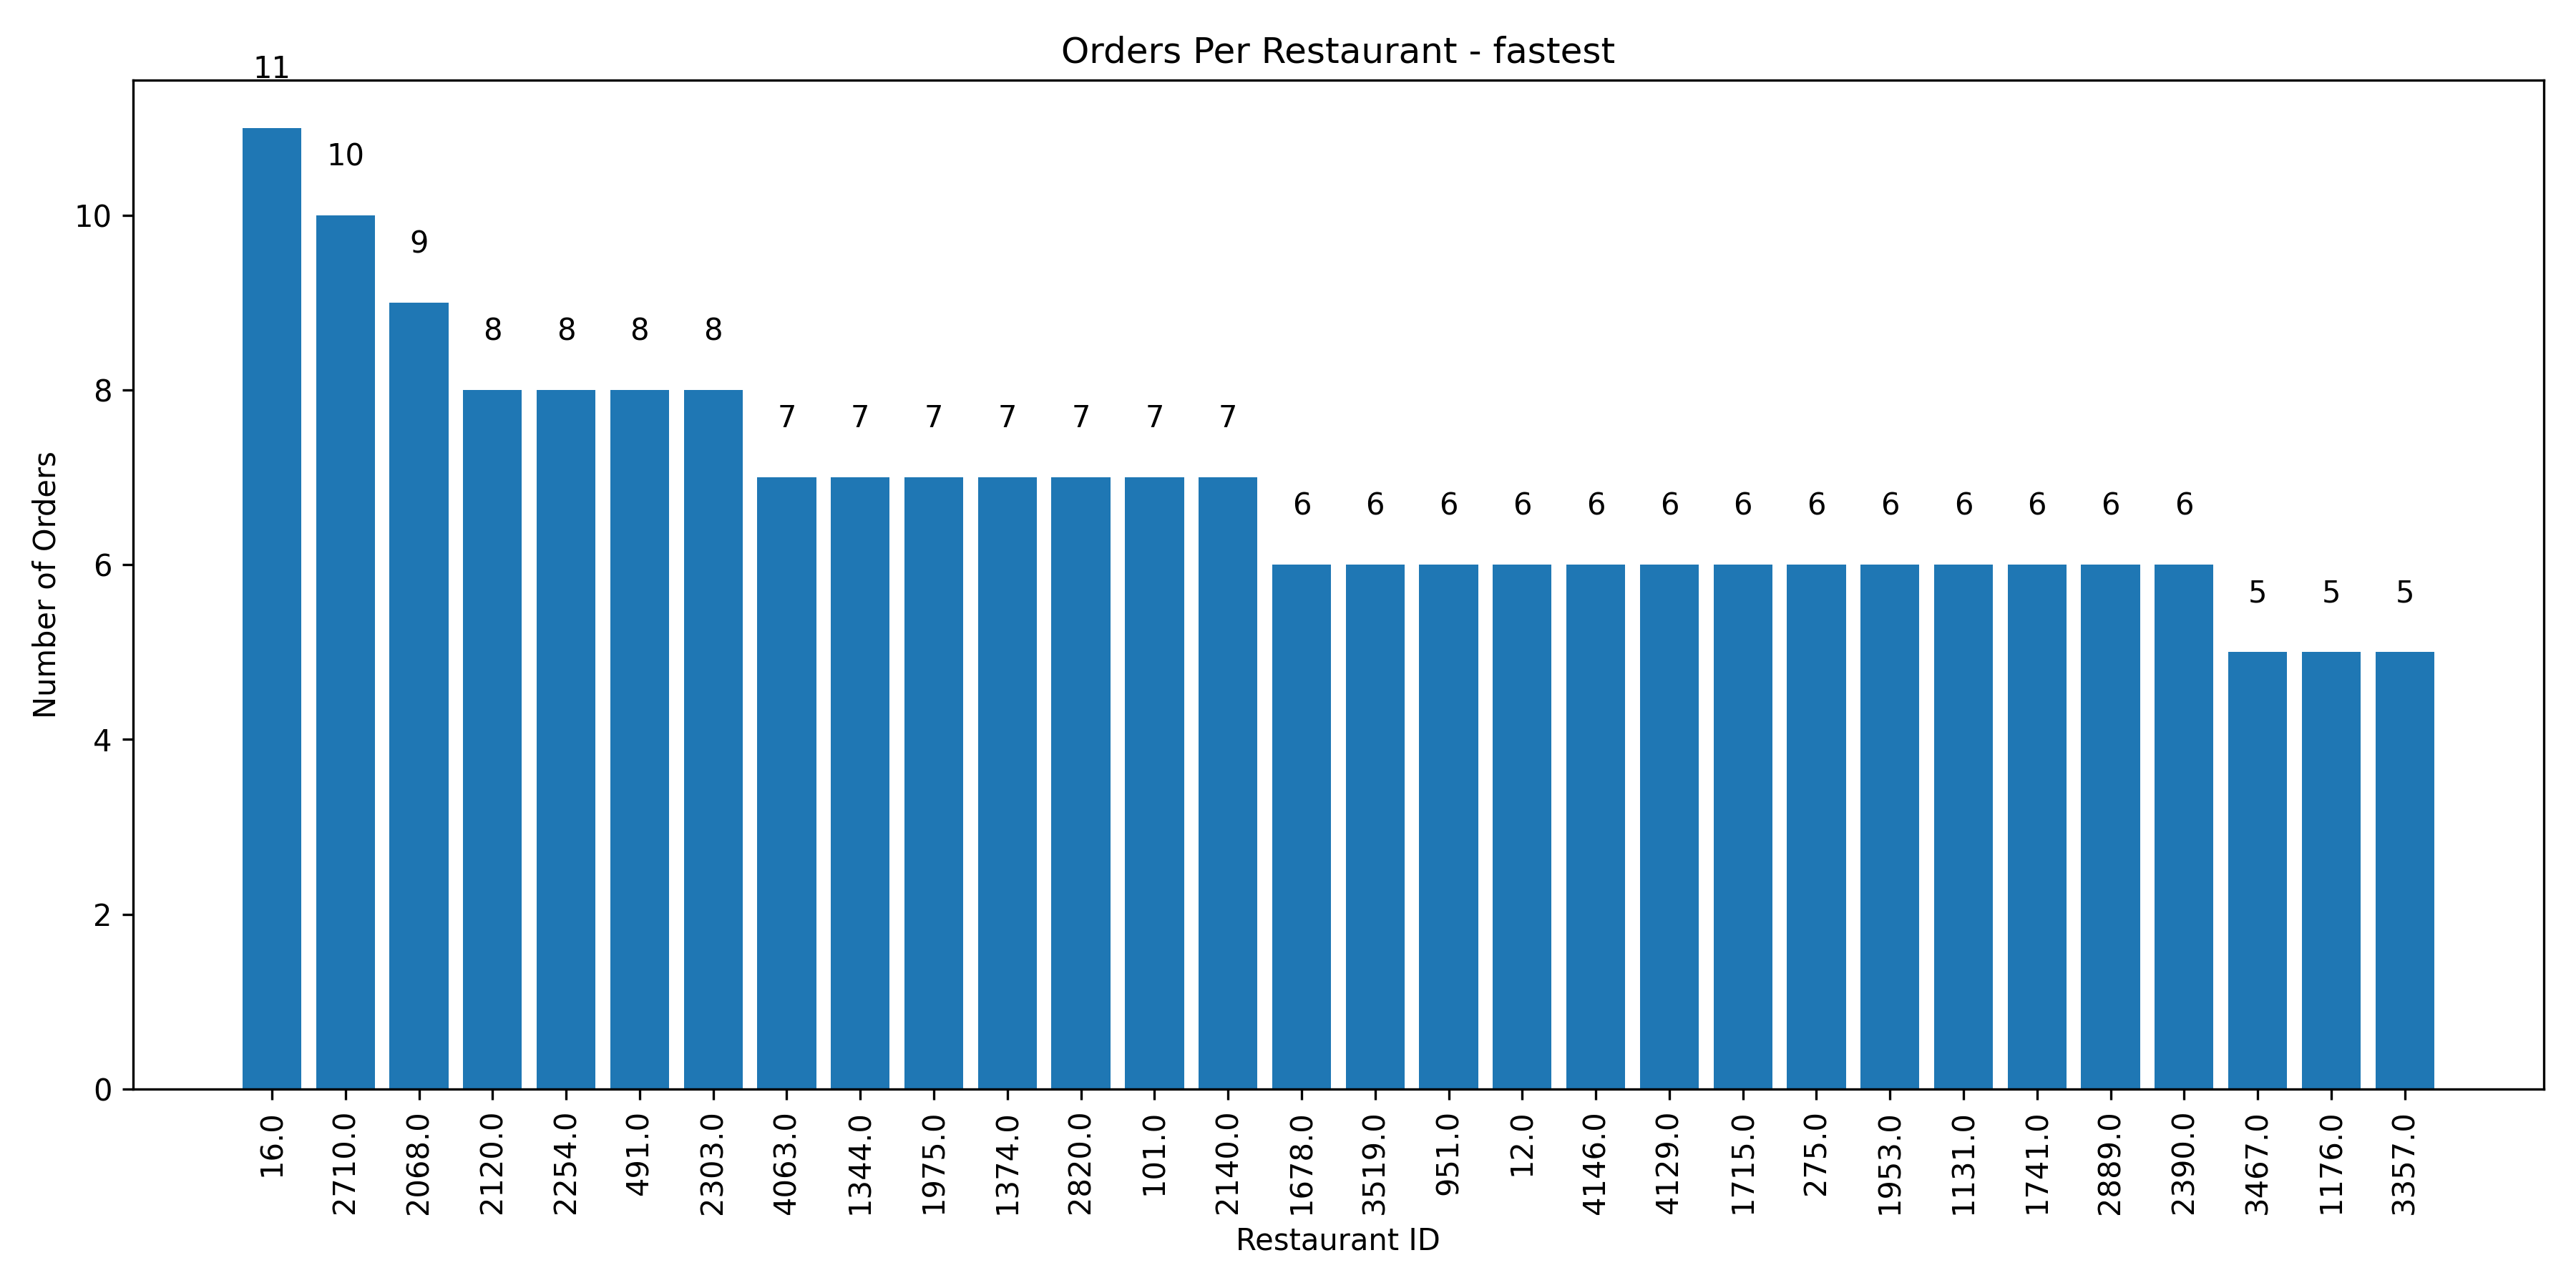 Orders Per Restaurant - fastest
11
10
9
8 8 8 8
7 7 7 7 7 7 7
6 6 6 6 6 6 6 6 6 6 6 6 6
5 5 5
10
8
6
4
2
0
Number of Orders
16.0 2710.0 2068.0 2120.0 2254.0 491.0 2303.0 4063.0 1344.0 1975.0 1374.0 2820.0 101.0 2140.0 1678.0 3519.0 951.0 12.0 4146.0 4129.0 1715.0 275.0 1953.0 1131.0 1741.0 2889.0 2390.0 3467.0 1176.0 3357.0
Restaurant ID